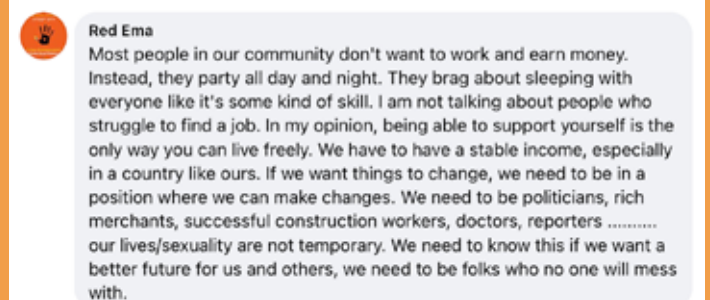 Red Ema
Most people in our community don't want to work and earn money.
Instead, they party all day and night. They brag about sleeping with
everyone like it's some kind of skill. I am not talking about people who
struggle to find a job. In my opinion, being able to support yourself is the
only way you can live freely. We have to have a stable income, especially
in a country like ours. If we want things to change, we need to be in a
position where we can make changes. We need to be politicians, rich
merchants, successful construction workers, doctors, reporters ..........
our lives/sexuality are not temporary. We need to know this if we want a
better future for us and others, we need to be folks who no one will mess
with.